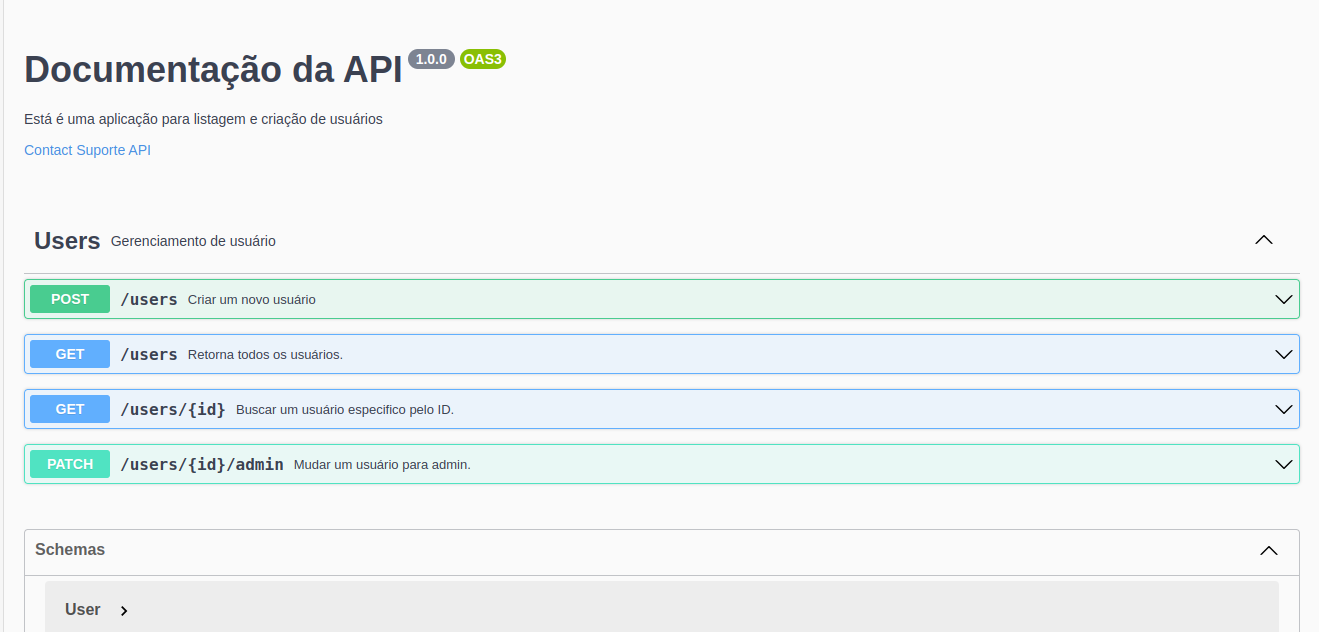 Documentação da API 1.0.0 OAS3
Está é uma aplicação para listagem e criação de usuários
Contact Suporte API
Users Gerenciamento de usuário
POST /users Criar um novo usuário
GET /users Retorna todos os usuários.
GET /users/{id} Buscar um usuário especifico pelo ID.
PATCH /users/{id}/admin Mudar um usuário para admin.
Schemas
User